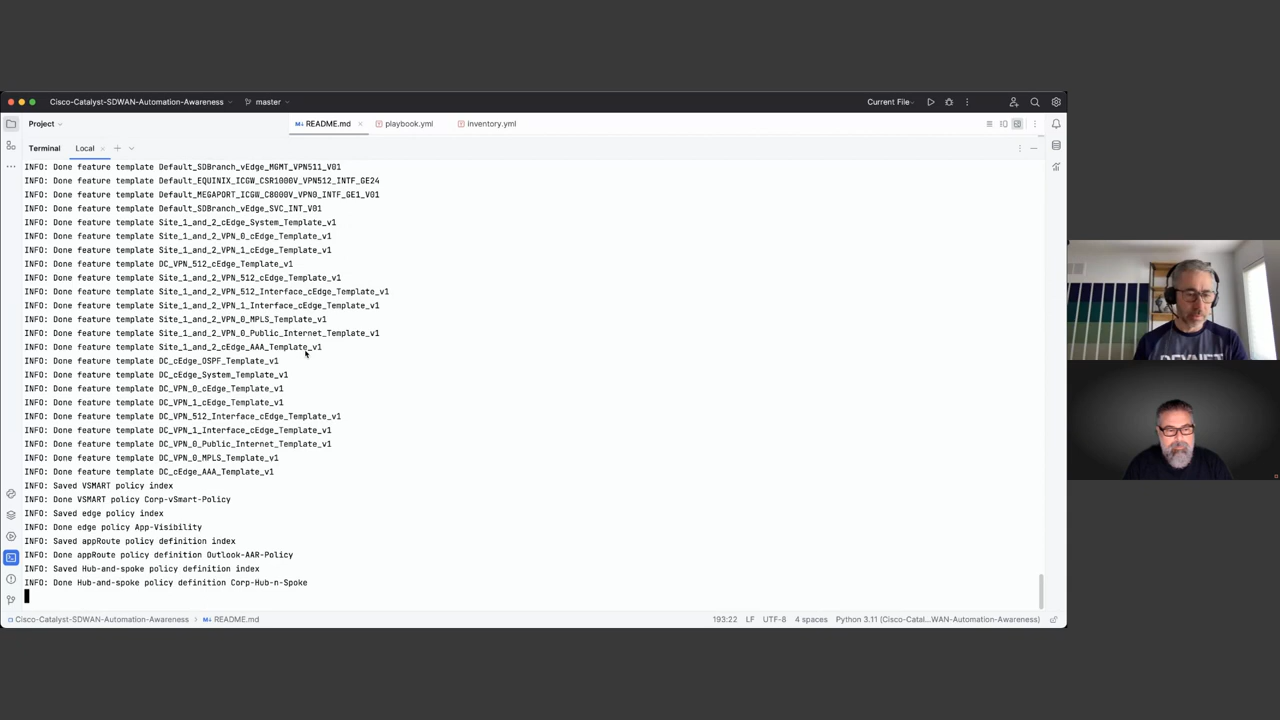 Cisco-Catalyst-SDWAN-Automation-Awareness master Current File
Project README.md playbook.yml inventory.yml
Terminal Local
INFO: Done feature template Default_SDBranch_vEdge_MGMT_VPN511_V01
INFO: Done feature template Default_EQUINIX_ICGW_CSR1000V_VPN512_INTF_GE24
INFO: Done feature template Default_MEGAPORT_ICGW_C8000V_VPN0_INTF_GE1_V01
INFO: Done feature template Default_SDBranch_vEdge_SVC_INT_V01
INFO: Done feature template Site_1_and_2_cEdge_System_Template_v1
INFO: Done feature template Site_1_and_2_VPN_0_cEdge_Template_v1
INFO: Done feature template Site_1_and_2_VPN_1_cEdge_Template_v1
INFO: Done feature template DC_VPN_512_cEdge_Template_v1
INFO: Done feature template Site_1_and_2_VPN_512_cEdge_Template_v1
INFO: Done feature template Site_1_and_2_VPN_512_Interface_cEdge_Template_v1
INFO: Done feature template Site_1_and_2_VPN_1_Interface_cEdge_Template_v1
INFO: Done feature template Site_1_and_2_VPN_0_MPLS_Template_v1
INFO: Done feature template Site_1_and_2_VPN_0_Public_Internet_Template_v1
INFO: Done feature template Site_1_and_2_cEdge_AAA_Template_v1
INFO: Done feature template DC_cEdge_OSPF_Template_v1
INFO: Done feature template DC_cEdge_System_Template_v1
INFO: Done feature template DC_VPN_0_cEdge_Template_v1
INFO: Done feature template DC_VPN_1_cEdge_Template_v1
INFO: Done feature template DC_VPN_512_Interface_cEdge_Template_v1
INFO: Done feature template DC_VPN_1_Interface_cEdge_Template_v1
INFO: Done feature template DC_VPN_0_Public_Internet_Template_v1
INFO: Done feature template DC_VPN_0_MPLS_Template_v1
INFO: Done feature template DC_cEdge_AAA_Template_v1
INFO: Saved VSMART policy index
INFO: Done VSMART policy Corp-vSmart-Policy
INFO: Saved edge policy index
INFO: Done edge policy App-Visibility
INFO: Saved appRoute policy definition index
INFO: Done appRoute policy definition Outlook-AAR-Policy
INFO: Saved Hub-and-spoke policy definition index
INFO: Done Hub-and-spoke policy definition Corp-Hub-n-Spoke
Cisco-Catalyst-SDWAN-Automation-Awareness > README.md 193:22 LF UTF-8 4 spaces Python 3.11 (Cisco-Catal...WAN-Automation-Awareness)
DEVNET